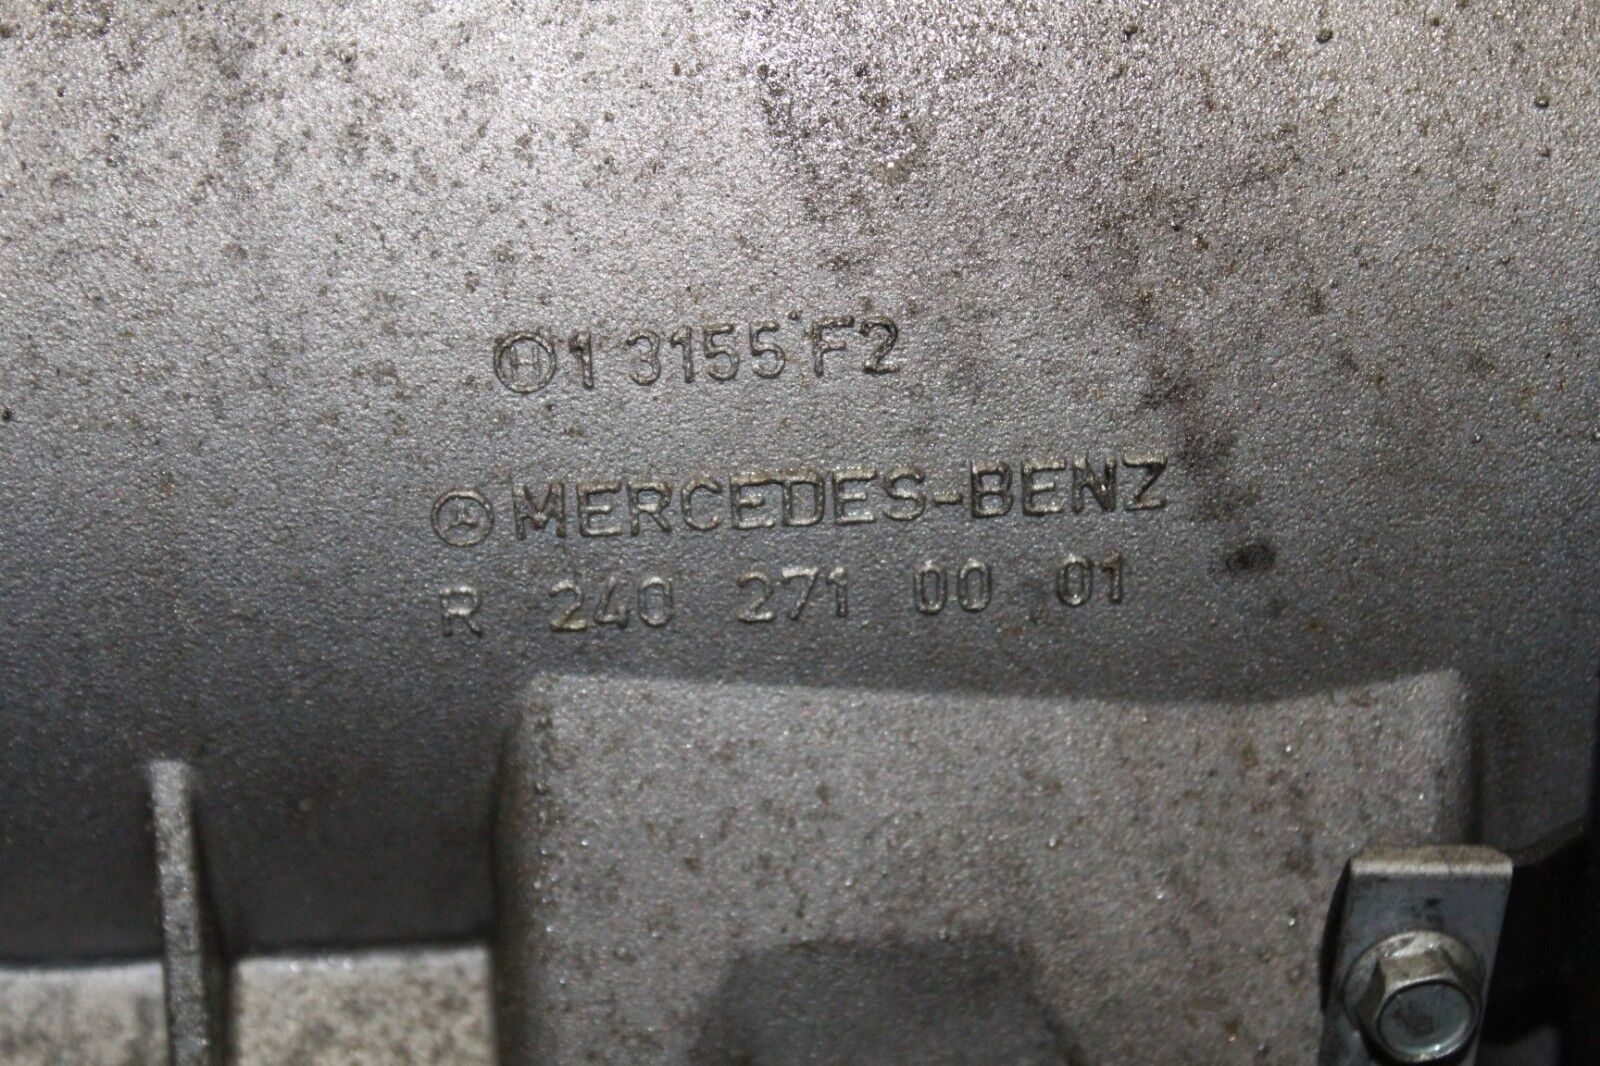 H 1 3155 F2
MERCEDES-BENZ
R 240 271 00 01